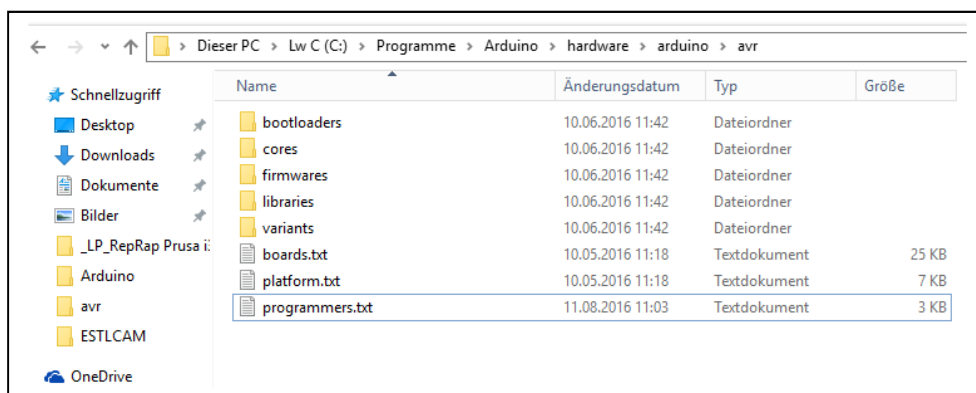 Dieser PC > Lw C (C:) > Programme > Arduino > hardware > arduino > avr
Name Änderungsdatum Typ Größe
Schnellzugriff
Desktop
Downloads
Dokumente
Bilder
_LP_RepRap Prusa i:
Arduino
avr
ESTLCAM
OneDrive
bootloaders 10.06.2016 11:42 Dateiordner
cores 10.06.2016 11:42 Dateiordner
firmwares 10.06.2016 11:42 Dateiordner
libraries 10.06.2016 11:42 Dateiordner
variants 10.06.2016 11:42 Dateiordner
boards.txt 10.05.2016 11:18 Textdokument 25 KB
platform.txt 10.05.2016 11:18 Textdokument 7 KB
programmers.txt 11.08.2016 11:03 Textdokument 3 KB